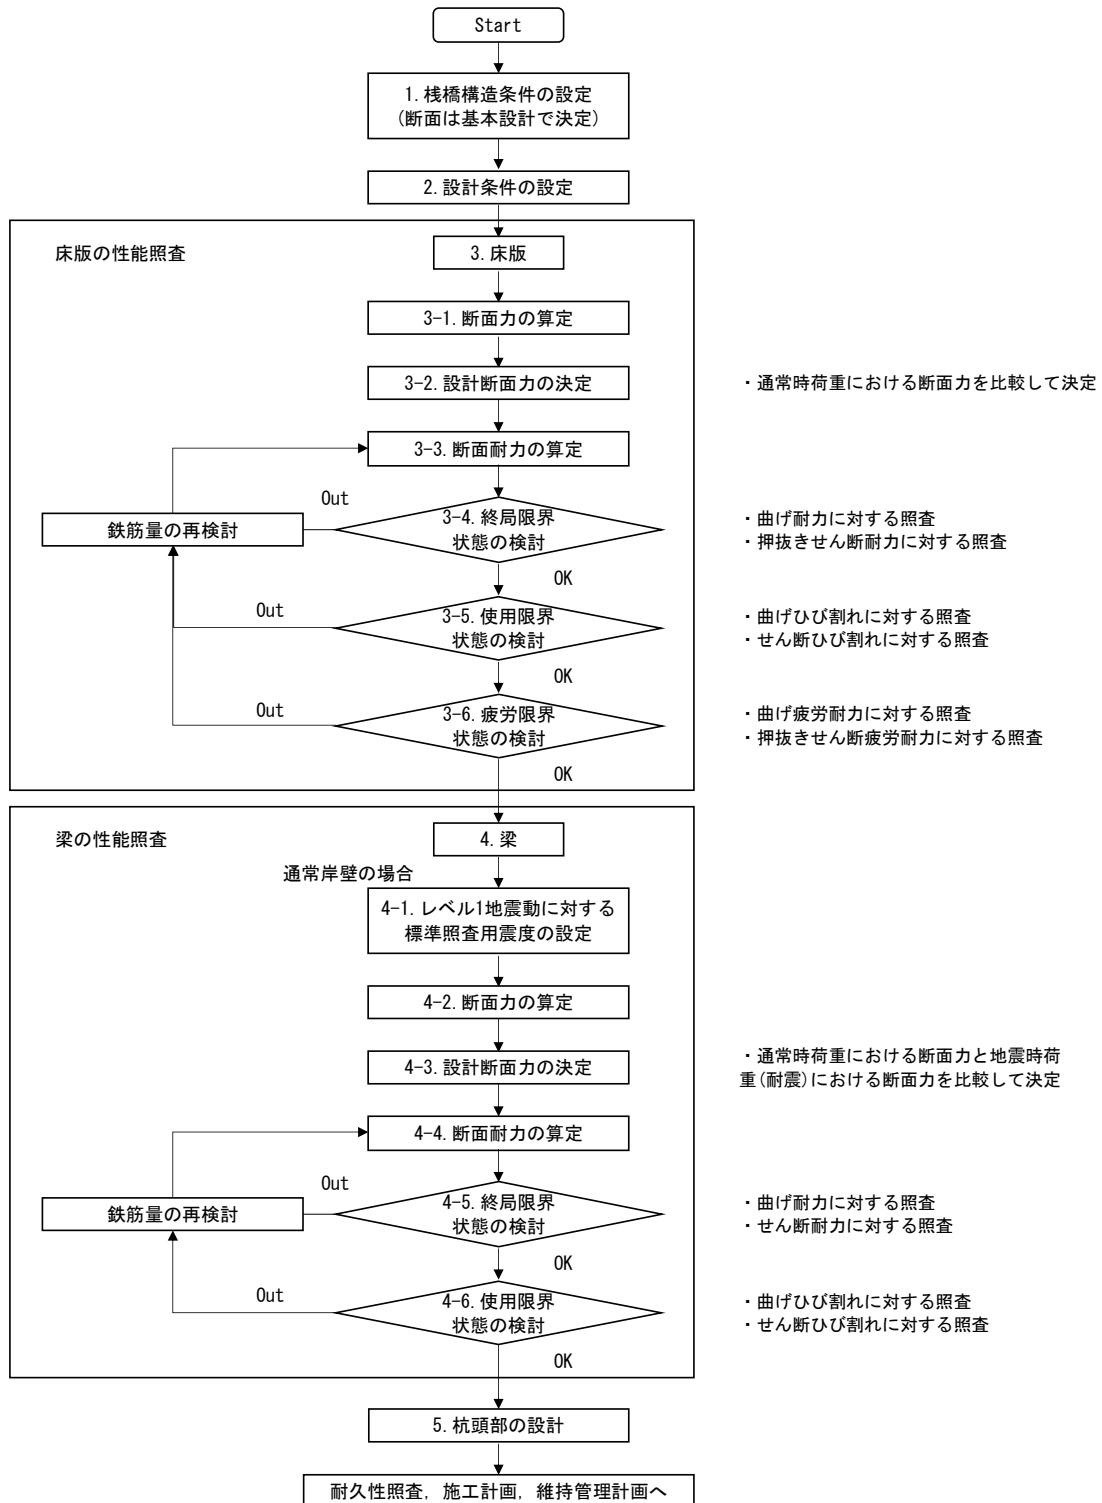 Start
1. 桟橋構造条件の設定
(断面は基本設計で決定)
2. 設計条件の設定
床版の性能照査
3. 床版
3-1. 断面力の算定
3-2. 設計断面力の決定
・通常時荷重における断面力を比較して決定
3-3. 断面耐力の算定
Out
鉄筋量の再検討
3-4. 終局限界
状態の検討
・曲げ耐力に対する照査
・押抜きせん断耐力に対する照査
OK
Out
3-5. 使用限界
状態の検討
・曲げひび割れに対する照査
・せん断ひび割れに対する照査
OK
Out
3-6. 疲労限界
状態の検討
・曲げ疲労耐力に対する照査
・押抜きせん断疲労耐力に対する照査
OK
梁の性能照査
4. 梁
通常岸壁の場合
4-1. レベル1地震動に対する
標準照査用震度の設定
4-2. 断面力の算定
4-3. 設計断面力の決定
・通常時荷重における断面力と地震時荷
重(耐震)における断面力を比較して決定
4-4. 断面耐力の算定
Out
鉄筋量の再検討
4-5. 終局限界
状態の検討
・曲げ耐力に対する照査
・せん断耐力に対する照査
OK
Out
4-6. 使用限界
状態の検討
・曲げひび割れに対する照査
・せん断ひび割れに対する照査
OK
5. 杭頭部の設計
耐久性照査, 施工計画, 維持管理計画へ